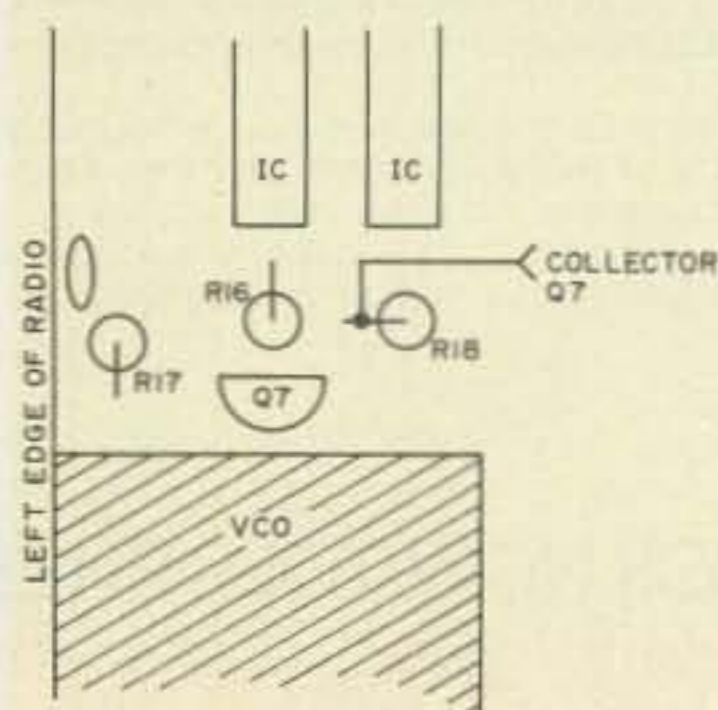 IC
IC
COLLECTOR
Q7
R16
R18
R17
Q7
LEFT EDGE OF RADIO
VCO